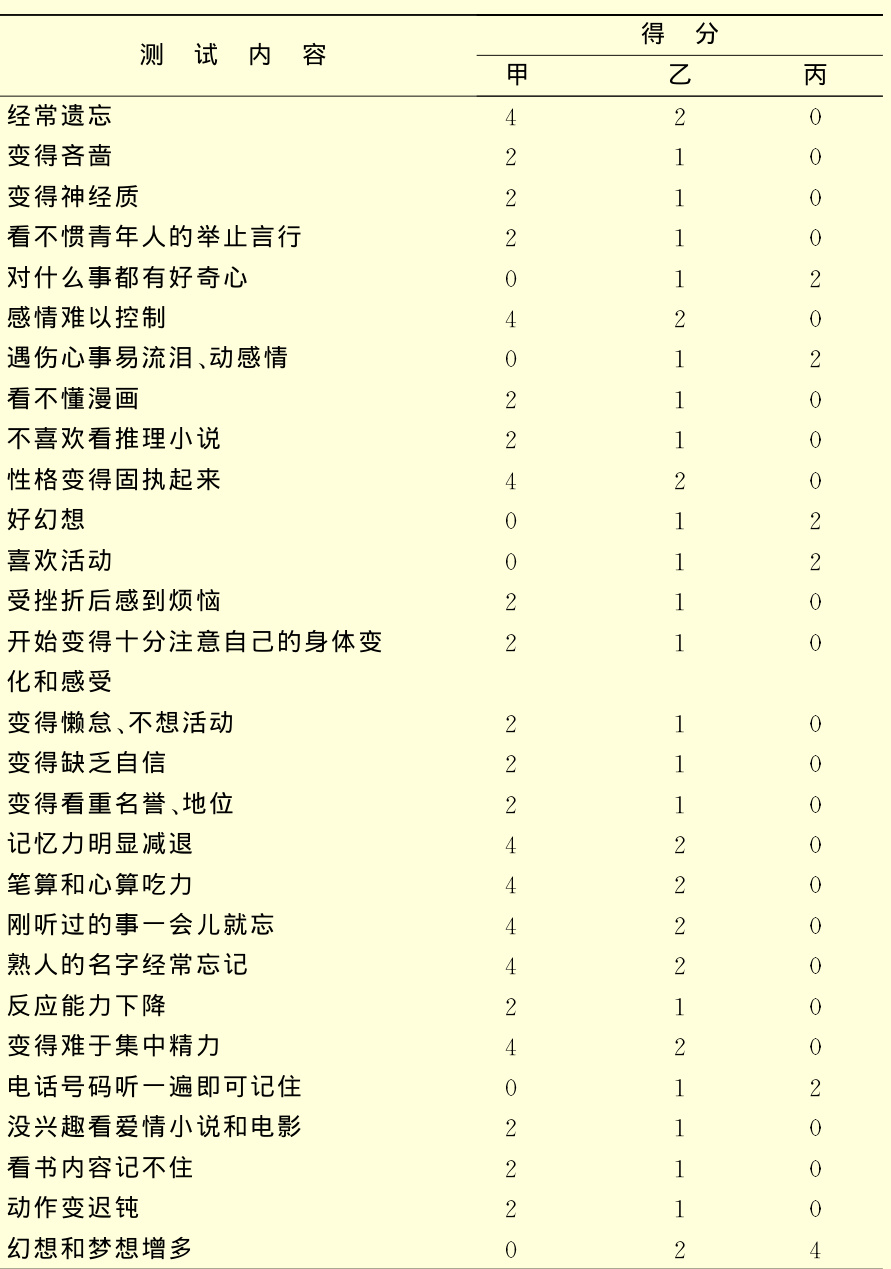 得 分
测 试 内 容
甲 乙 丙
经常遗忘 4 2 0
变得吝啬 2 1 0
变得神经质 2 1 0
看不惯青年人的举止言行 2 1 0
对什么事都有好奇心 0 1 2
感情难以控制 4 2 0
遇伤心事易流泪、动感情 0 1 2
看不懂漫画 2 1 0
不喜欢看推理小说 2 1 0
性格变得固执起来 4 2 0
好幻想 0 1 2
喜欢活动 0 1 2
受挫折后感到烦恼 2 1 0
开始变得十分注意自己的身体变 2 1 0
化和感受
变得懒怠、不想活动 2 1 0
变得缺乏自信 2 1 0
变得看重名誉、地位 2 1 0
记忆力明显减退 4 2 0
笔算和心算吃力 4 2 0
刚听过的事一会儿就忘 4 2 0
熟人的名字经常忘记 4 2 0
反应能力下降 2 1 0
变得难于集中精力 4 2 0
电话号码听一遍即可记住 0 1 2
没兴趣看爱情小说和电影 2 1 0
看书内容记不住 2 1 0
动作变迟钝 2 1 0
幻想和梦想增多 0 2 4